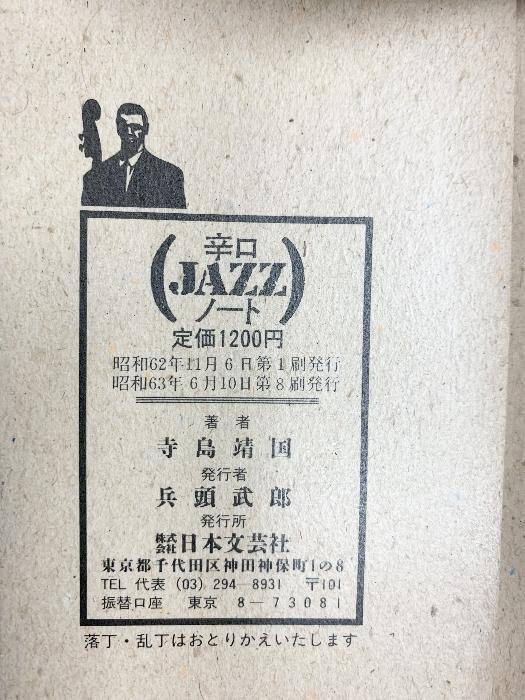 辛口
JAZZ
ノート
定価1200円
昭和62年11月6日第1刷発行
昭和63年6月10日第8刷発行
著者
寺島靖国
発行者
兵頭武郎
発行所
株式会社日本文芸社
東京都千代田区神田神保町1の8
TEL 代表 (03) 294―8931 〒101
振替口座 東京 8―73081
落丁・乱丁はおとりかえいたします